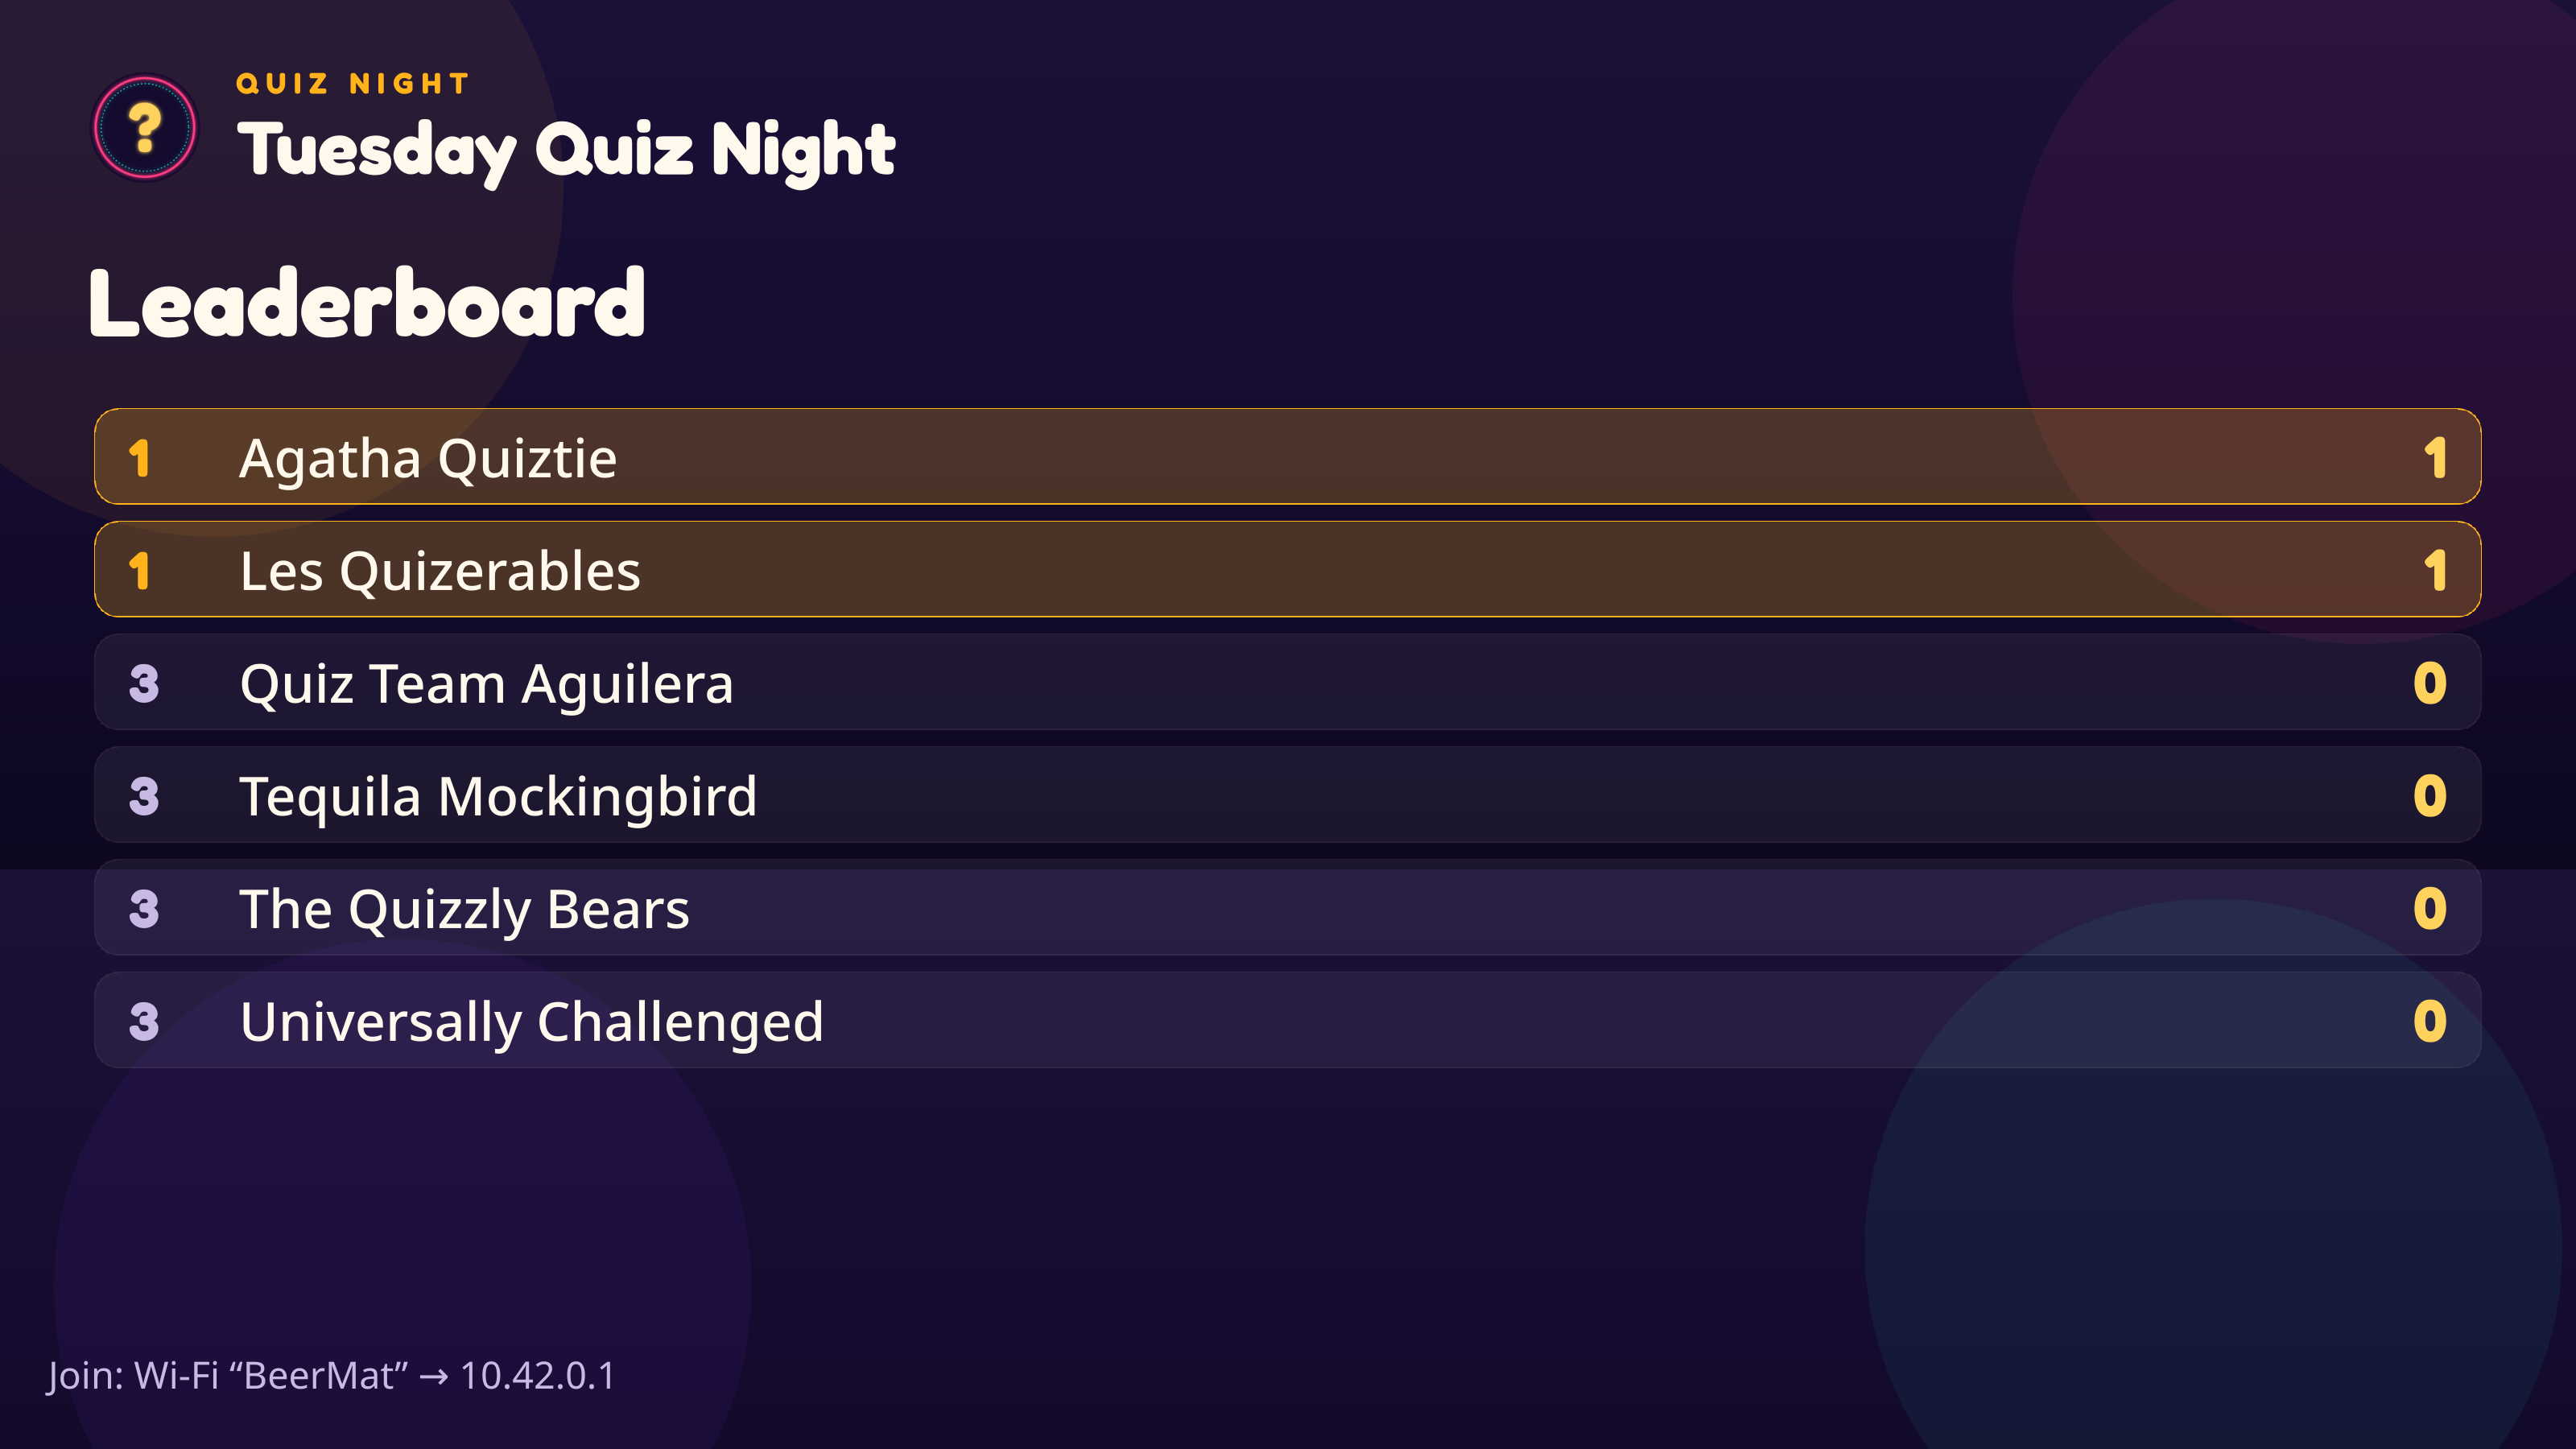 ?
QUIZ NIGHT
Tuesday Quiz Night
Leaderboard
1 Agatha Quiztie 1
1 Les Quizerables 1
3 Quiz Team Aguilera 0
3 Tequila Mockingbird 0
3 The Quizzly Bears 0
3 Universally Challenged 0
Join: Wi-Fi “BeerMat” → 10.42.0.1